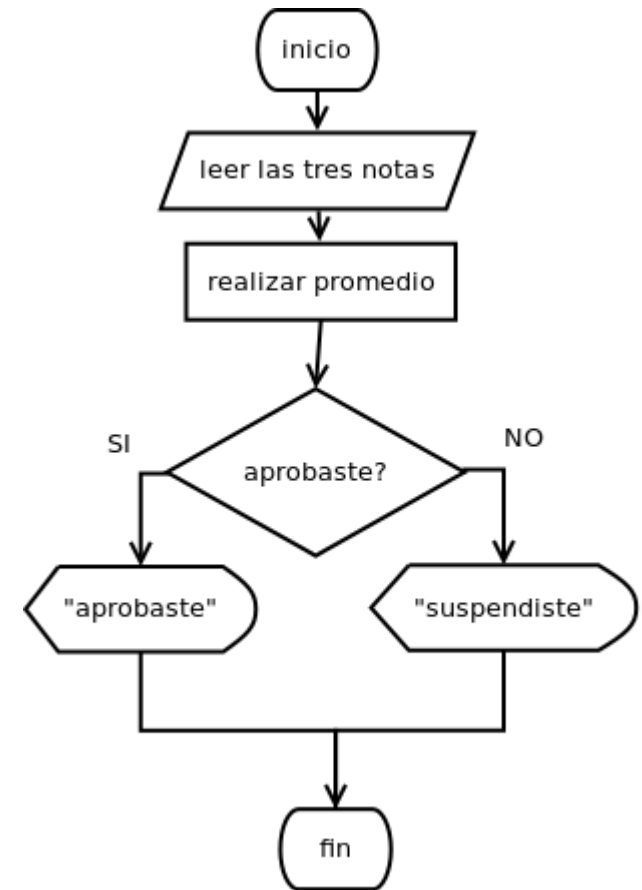 inicio
leer las tres notas
realizar promedio
SI
NO
aprobaste?
"aprobaste"
"suspendiste"
fin